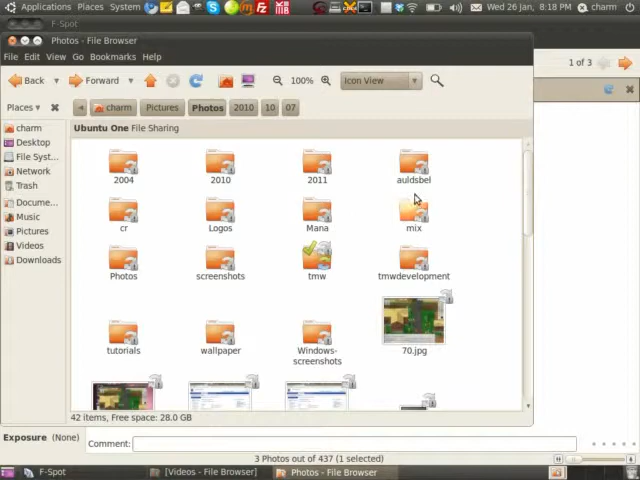 Applications Places System Wed 26 Jan, 8:18 PM charm
F-Spot
Photos - File Browser
File Edit View Go Bookmarks Help
1 of 3
Back Forward 100% Icon View
Places charm Pictures Photos 2010 10 07
Ubuntu One File Sharing
charm
Desktop
File Syst...
Network
Trash
Docume...
Music
Pictures
Videos
Downloads
2004 2010 2011 auldsbel
cr Logos Mana mix
Photos screenshots tmw tmwdevelopment
tutorials wallpaper Windows-screenshots 70.jpg
42 items, Free space: 28.0 GB
Exposure (None) Comment:
3 Photos out of 437 (1 selected)
F-Spot [Videos - File Browser] Photos - File Browser